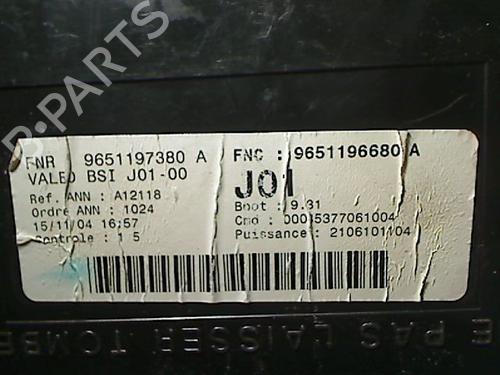 B-PARTS
FNR 9651197380 A FNC : 9651196680 A
VALEO BSI J01-00 J01
Ref. ANN : A12118 Boot : 9.31
Ordre ANN : 1024 Cmd : 00005377061004
15/11/04 16:57 Puissance : 2106101104
Controle : 1 5
E PAS LAISSER TOMBE